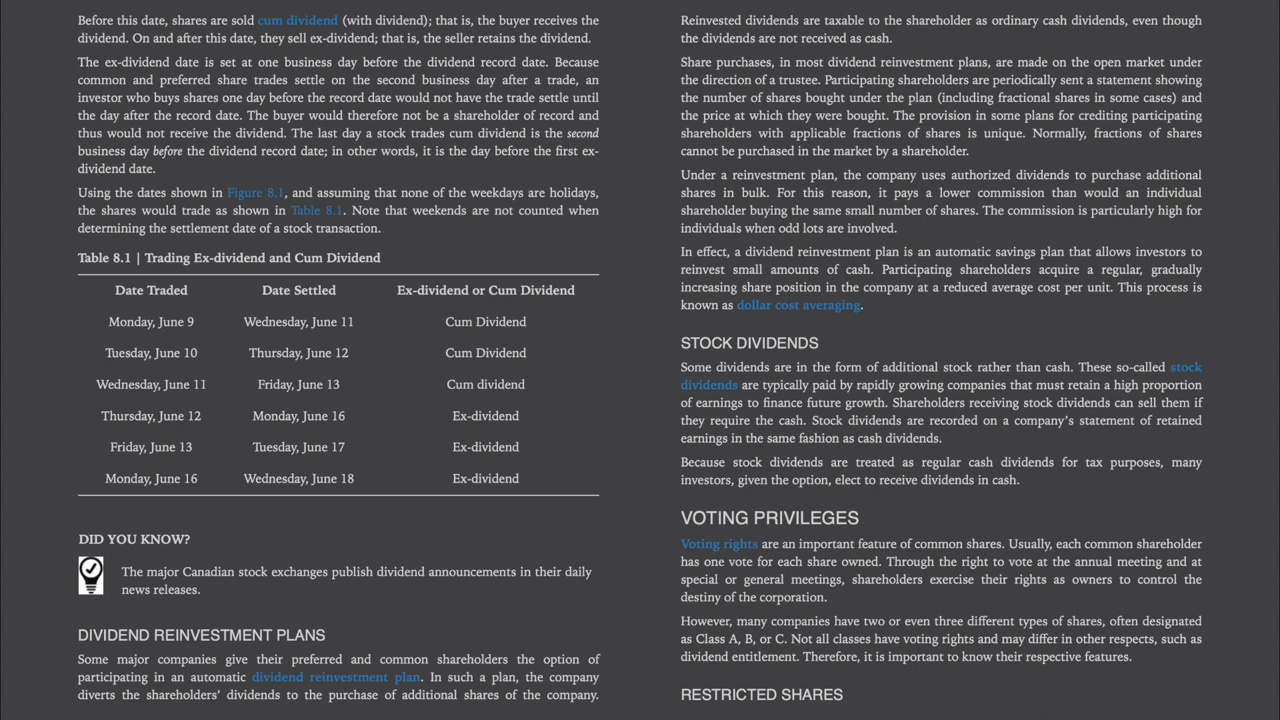 Before this date, shares are sold cum dividend (with dividend); that is, the buyer receives the
dividend. On and after this date, they sell ex-dividend; that is, the seller retains the dividend.
The ex-dividend date is set at one business day before the dividend record date. Because
common and preferred share trades settle on the second business day after a trade, an
investor who buys shares one day before the record date would not have the trade settle until
the day after the record date. The buyer would therefore not be a shareholder of record and
thus would not receive the dividend. The last day a stock trades cum dividend is the second
business day before the dividend record date; in other words, it is the day before the first ex-
dividend date.
Using the dates shown in Figure 8.1, and assuming that none of the weekdays are holidays,
the shares would trade as shown in Table 8.1. Note that weekends are not counted when
determining the settlement date of a stock transaction.
Table 8.1 | Trading Ex-dividend and Cum Dividend
Date Traded Date Settled Ex-dividend or Cum Dividend
Monday, June 9 Wednesday, June 11 Cum Dividend
Tuesday, June 10 Thursday, June 12 Cum Dividend
Wednesday, June 11 Friday, June 13 Cum dividend
Thursday, June 12 Monday, June 16 Ex-dividend
Friday, June 13 Tuesday, June 17 Ex-dividend
Monday, June 16 Wednesday, June 18 Ex-dividend
DID YOU KNOW?
The major Canadian stock exchanges publish dividend announcements in their daily
news releases.
DIVIDEND REINVESTMENT PLANS
Some major companies give their preferred and common shareholders the option of
participating in an automatic dividend reinvestment plan. In such a plan, the company
diverts the shareholders' dividends to the purchase of additional shares of the company.
Reinvested dividends are taxable to the shareholder as ordinary cash dividends, even though
the dividends are not received as cash.
Share purchases, in most dividend reinvestment plans, are made on the open market under
the direction of a trustee. Participating shareholders are periodically sent a statement showing
the number of shares bought under the plan (including fractional shares in some cases) and
the price at which they were bought. The provision in some plans for crediting participating
shareholders with applicable fractions of shares is unique. Normally, fractions of shares
cannot be purchased in the market by a shareholder.
Under a reinvestment plan, the company uses authorized dividends to purchase additional
shares in bulk. For this reason, it pays a lower commission than would an individual
shareholder buying the same small number of shares. The commission is particularly high for
individuals when odd lots are involved.
In effect, a dividend reinvestment plan is an automatic savings plan that allows investors to
reinvest small amounts of cash. Participating shareholders acquire a regular, gradually
increasing share position in the company at a reduced average cost per unit. This process is
known as dollar cost averaging.
STOCK DIVIDENDS
Some dividends are in the form of additional stock rather than cash. These so-called stock
dividends are typically paid by rapidly growing companies that must retain a high proportion
of earnings to finance future growth. Shareholders receiving stock dividends can sell them if
they require the cash. Stock dividends are recorded on a company's statement of retained
earnings in the same fashion as cash dividends.
Because stock dividends are treated as regular cash dividends for tax purposes, many
investors, given the option, elect to receive dividends in cash.
VOTING PRIVILEGES
Voting rights are an important feature of common shares. Usually, each common shareholder
has one vote for each share owned. Through the right to vote at the annual meeting and at
special or general meetings, shareholders exercise their rights as owners to control the
destiny of the corporation.
However, many companies have two or even three different types of shares, often designated
as Class A, B, or C. Not all classes have voting rights and may differ in other respects, such as
dividend entitlement. Therefore, it is important to know their respective features.
RESTRICTED SHARES